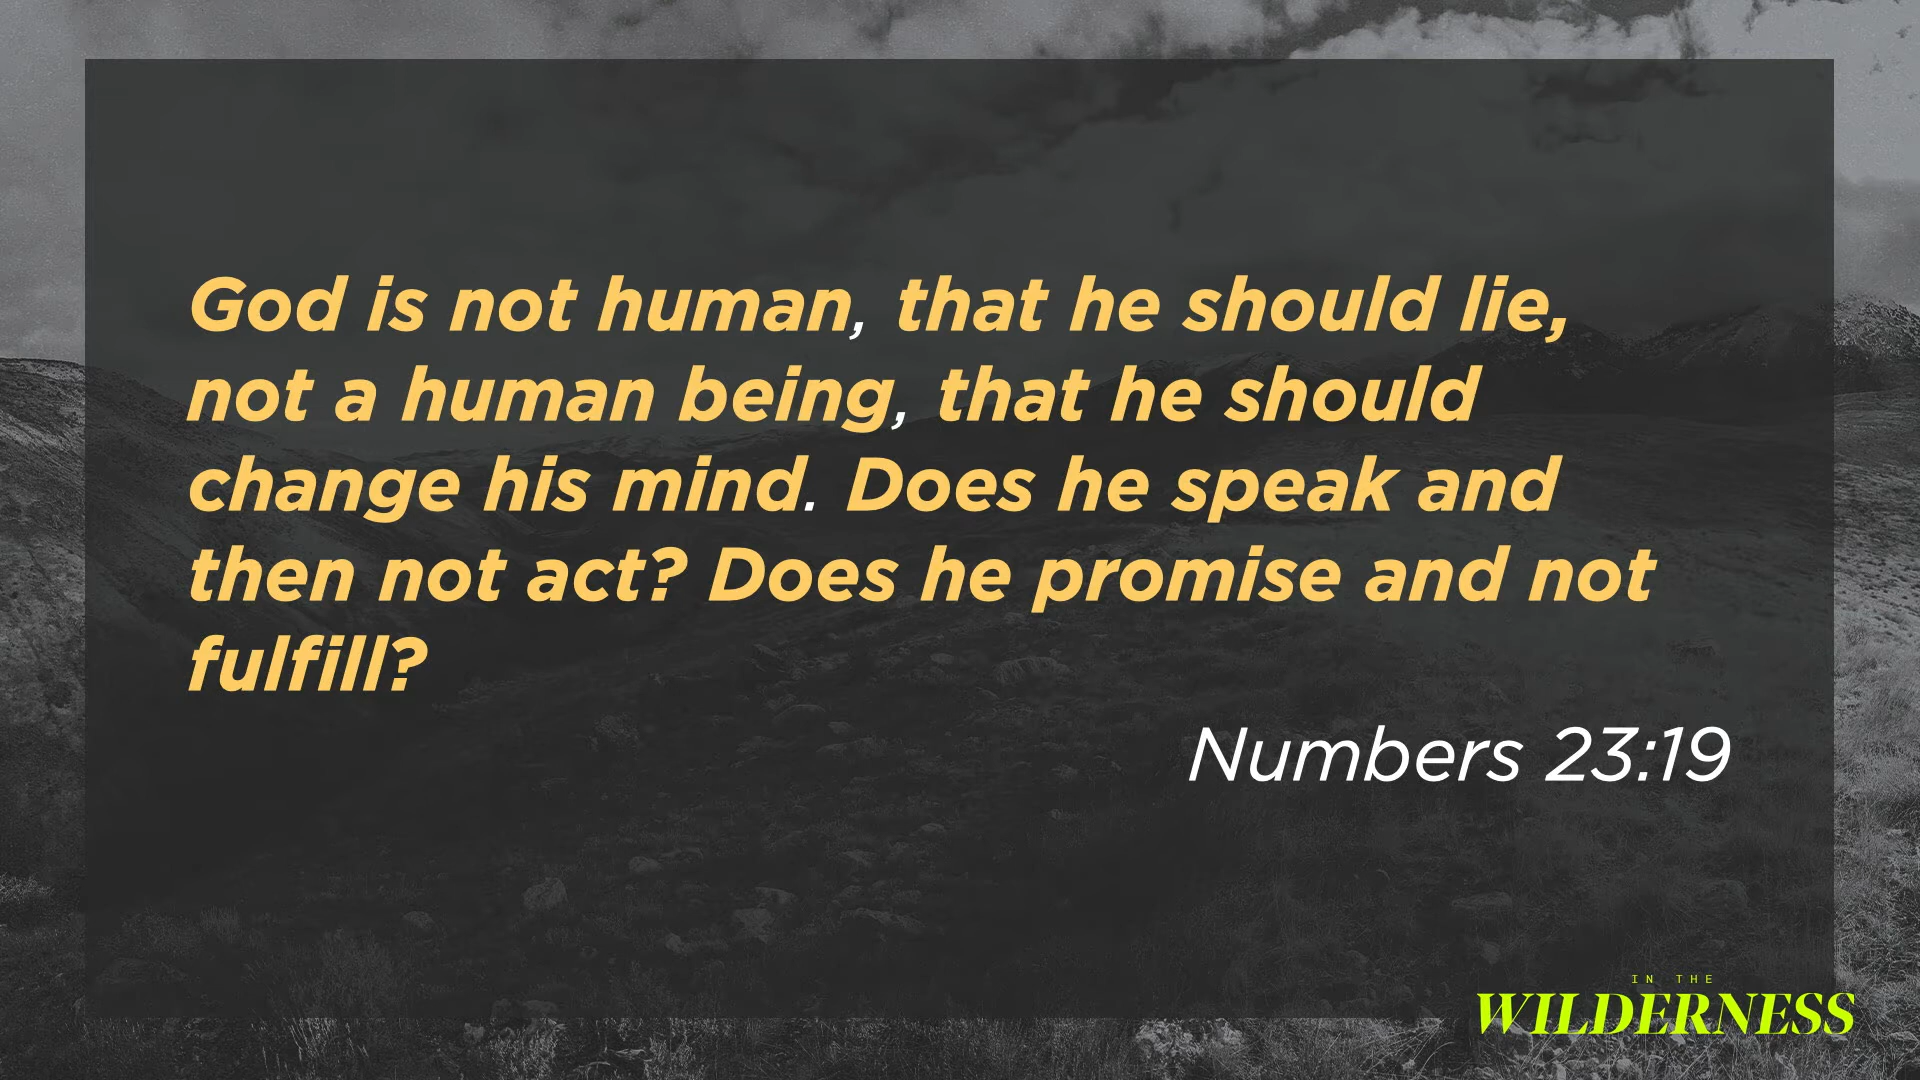 God is not human, that he should lie,
not a human being, that he should
change his mind. Does he speak and
then not act? Does he promise and not
fulfill?
Numbers 23:19
IN THE
WILDERNESS